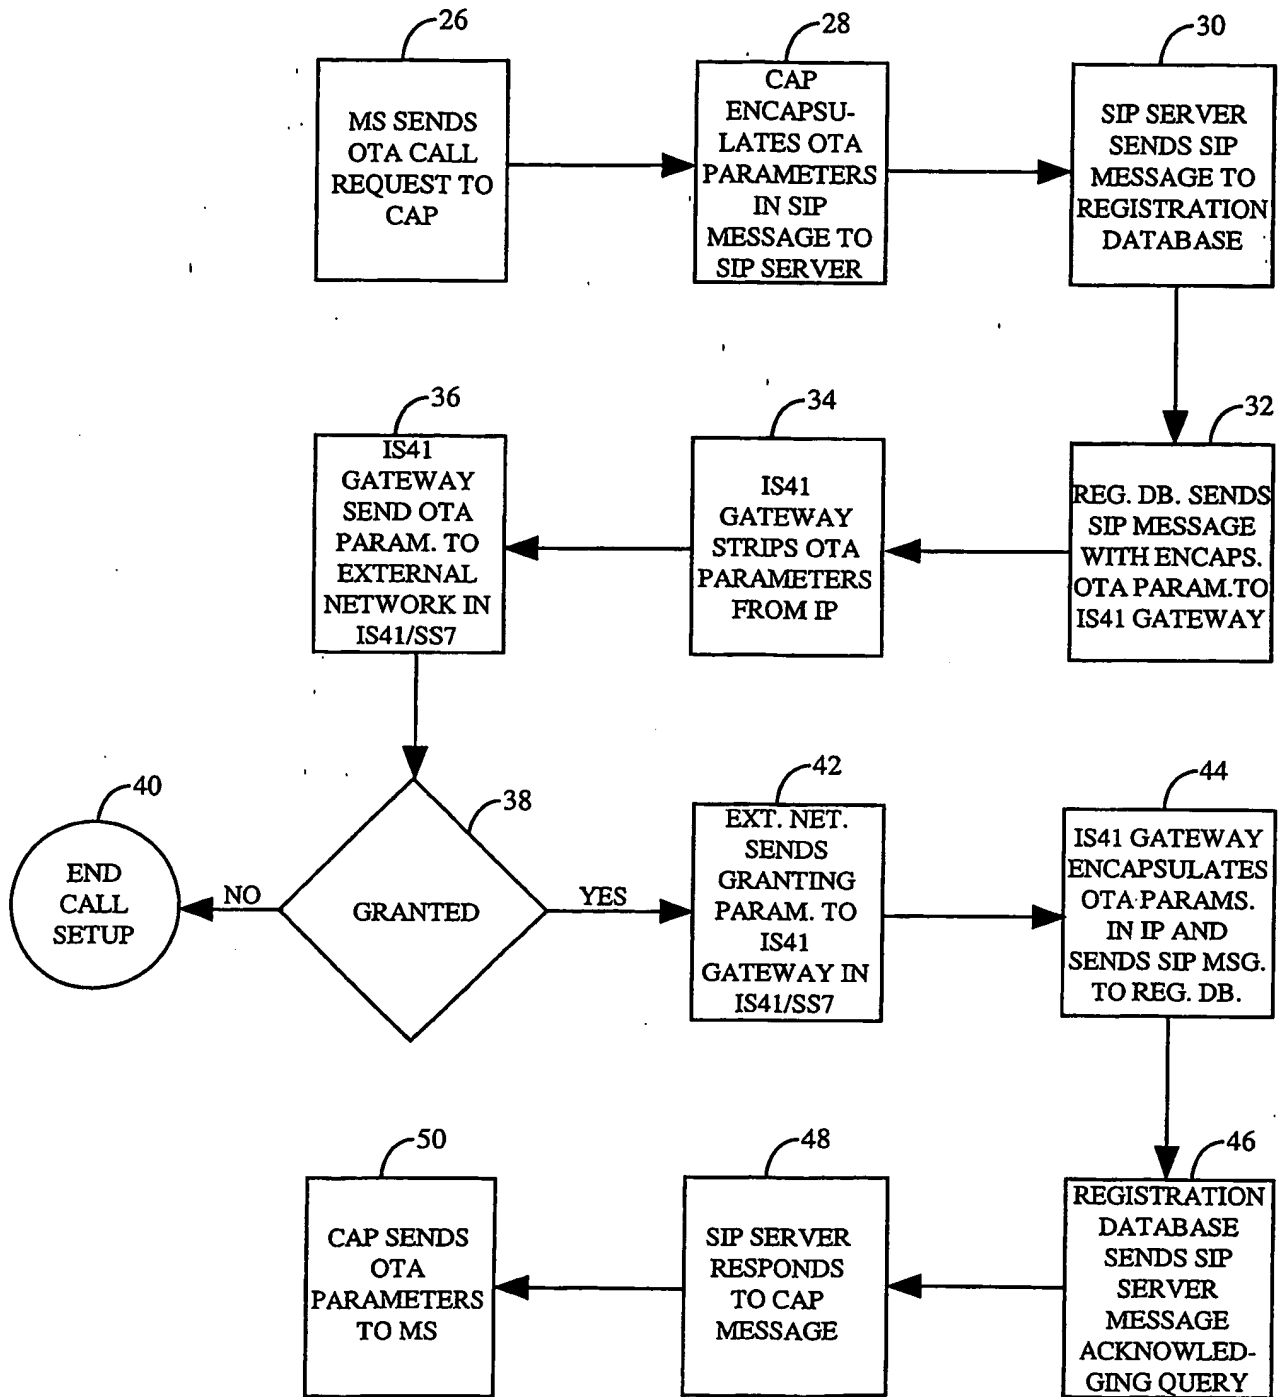 26
MS SENDS
OTA CALL
REQUEST TO
CAP
28
CAP
ENCAPSU-
LATES OTA
PARAMETERS
IN SIP
MESSAGE TO
SIP SERVER
30
SIP SERVER
SENDS SIP
MESSAGE TO
REGISTRATION
DATABASE
32
REG. DB. SENDS
SIP MESSAGE
WITH ENCAPS.
OTA PARAM.TO
IS41 GATEWAY
34
IS41
GATEWAY
STRIPS OTA
PARAMETERS
FROM IP
36
IS41
GATEWAY
SEND OTA
PARAM. TO
EXTERNAL
NETWORK IN
IS41/SS7
38
GRANTED
NO
40
END
CALL
SETUP
YES
42
EXT. NET.
SENDS
GRANTING
PARAM. TO
IS41
GATEWAY IN
IS41/SS7
44
IS41 GATEWAY
ENCAPSULATES
OTA PARAMS.
IN IP AND
SENDS SIP MSG.
TO REG. DB.
46
REGISTRATION
DATABASE
SENDS SIP
SERVER
MESSAGE
ACKNOWLED-
GING QUERY
48
SIP SERVER
RESPONDS
TO CAP
MESSAGE
50
CAP SENDS
OTA
PARAMETERS
TO MS